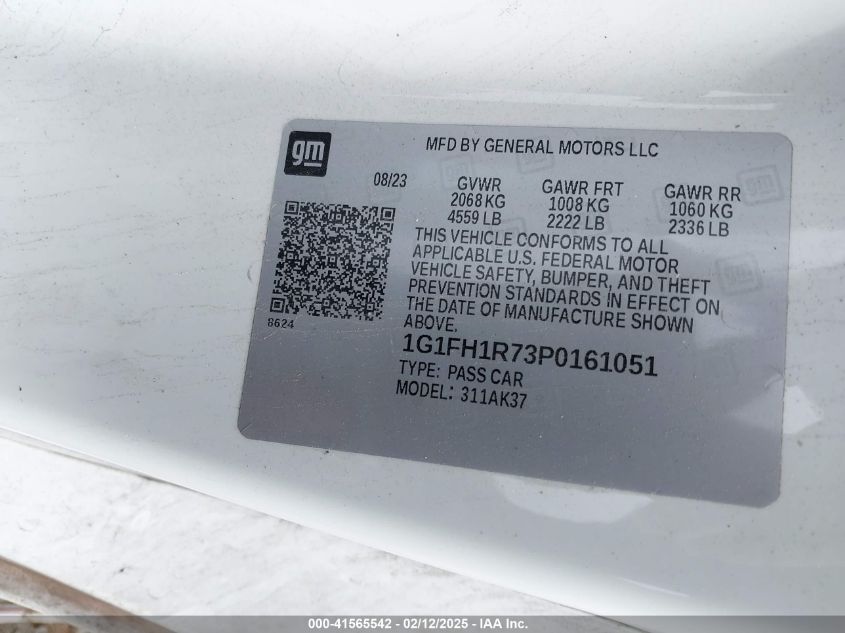 gm
MFD BY GENERAL MOTORS LLC
08/23
GVWR
2068 KG
4559 LB
GAWR FRT
1008 KG
2222 LB
GAWR RR
1060 KG
2336 LB
THIS VEHICLE CONFORMS TO ALL
APPLICABLE U.S. FEDERAL MOTOR
VEHICLE SAFETY, BUMPER, AND THEFT
PREVENTION STANDARDS IN EFFECT ON
THE DATE OF MANUFACTURE SHOWN
ABOVE.
8624
1G1FH1R73P0161051
TYPE: PASS CAR
MODEL: 311AK37
000-41565542 - 02/12/2025 - IAA Inc.